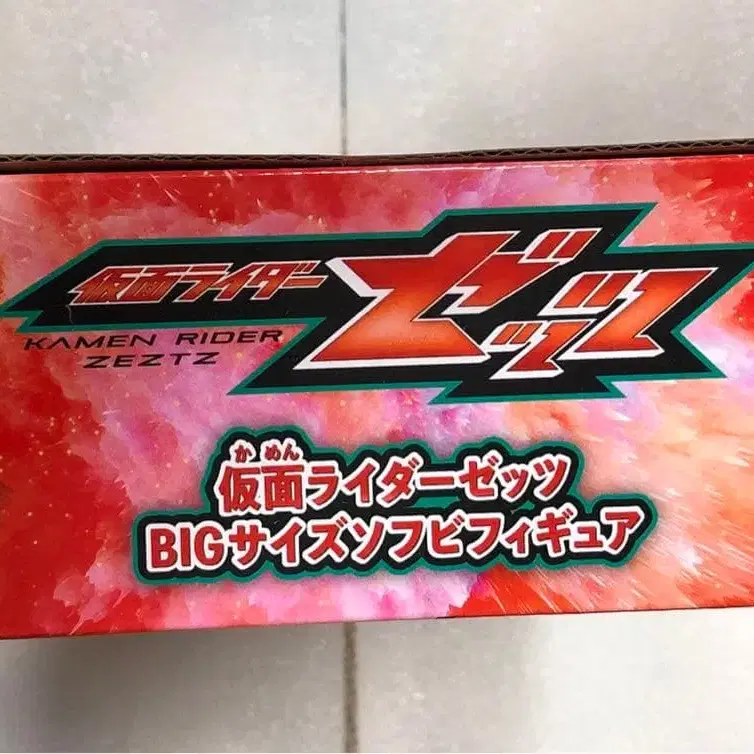 仮面ライダー
ゼッツ
KAMEN RIDER
ZEZTZ
かめん
仮面ライダーゼッツ
BIGサイズソフビフィギュア